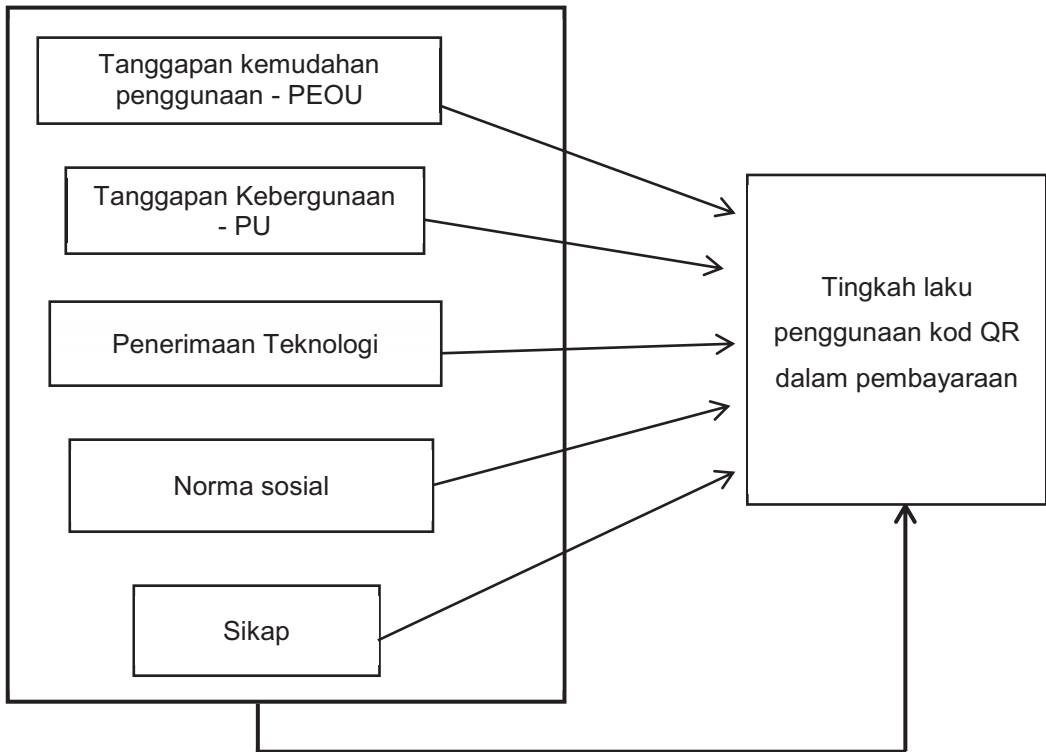 Tanggapan kemudahan
penggunaan - PEOU
Tanggapan Kebergunaan
- PU
Penerimaan Teknologi
Norma sosial
Sikap
Tingkah laku
penggunaan kod QR
dalam pembayaraan